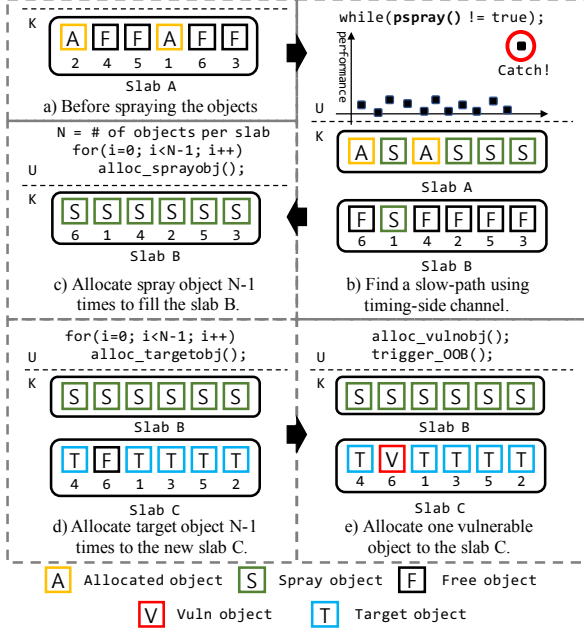 K
A F F A F F
2 4 5 1 6 3
Slab A
a) Before spraying the objects
while(pspray() != true);
performance
Catch!
U
K
A S A S S S
Slab A
F S F F F F
6 1 4 2 5 3
Slab B
b) Find a slow-path using
timing-side channel.
N = # of objects per slab
for(i=0; i<N-1; i++)
alloc_sprayobj();
U
K
S S S S S S
6 1 4 2 5 3
Slab B
c) Allocate spray object N-1
times to fill the slab B.
for(i=0; i<N-1; i++)
alloc_targetobj();
U
K
S S S S S S
Slab B
T F T T T T
4 6 1 3 5 2
Slab C
d) Allocate target object N-1
times to the new slab C.
alloc_vulnobj();
trigger_OOB();
U
K
S S S S S S
Slab B
T V T T T T
4 6 1 3 5 2
Slab C
e) Allocate one vulnerable
object to the slab C.
A Allocated object S Spray object F Free object
V Vuln object T Target object